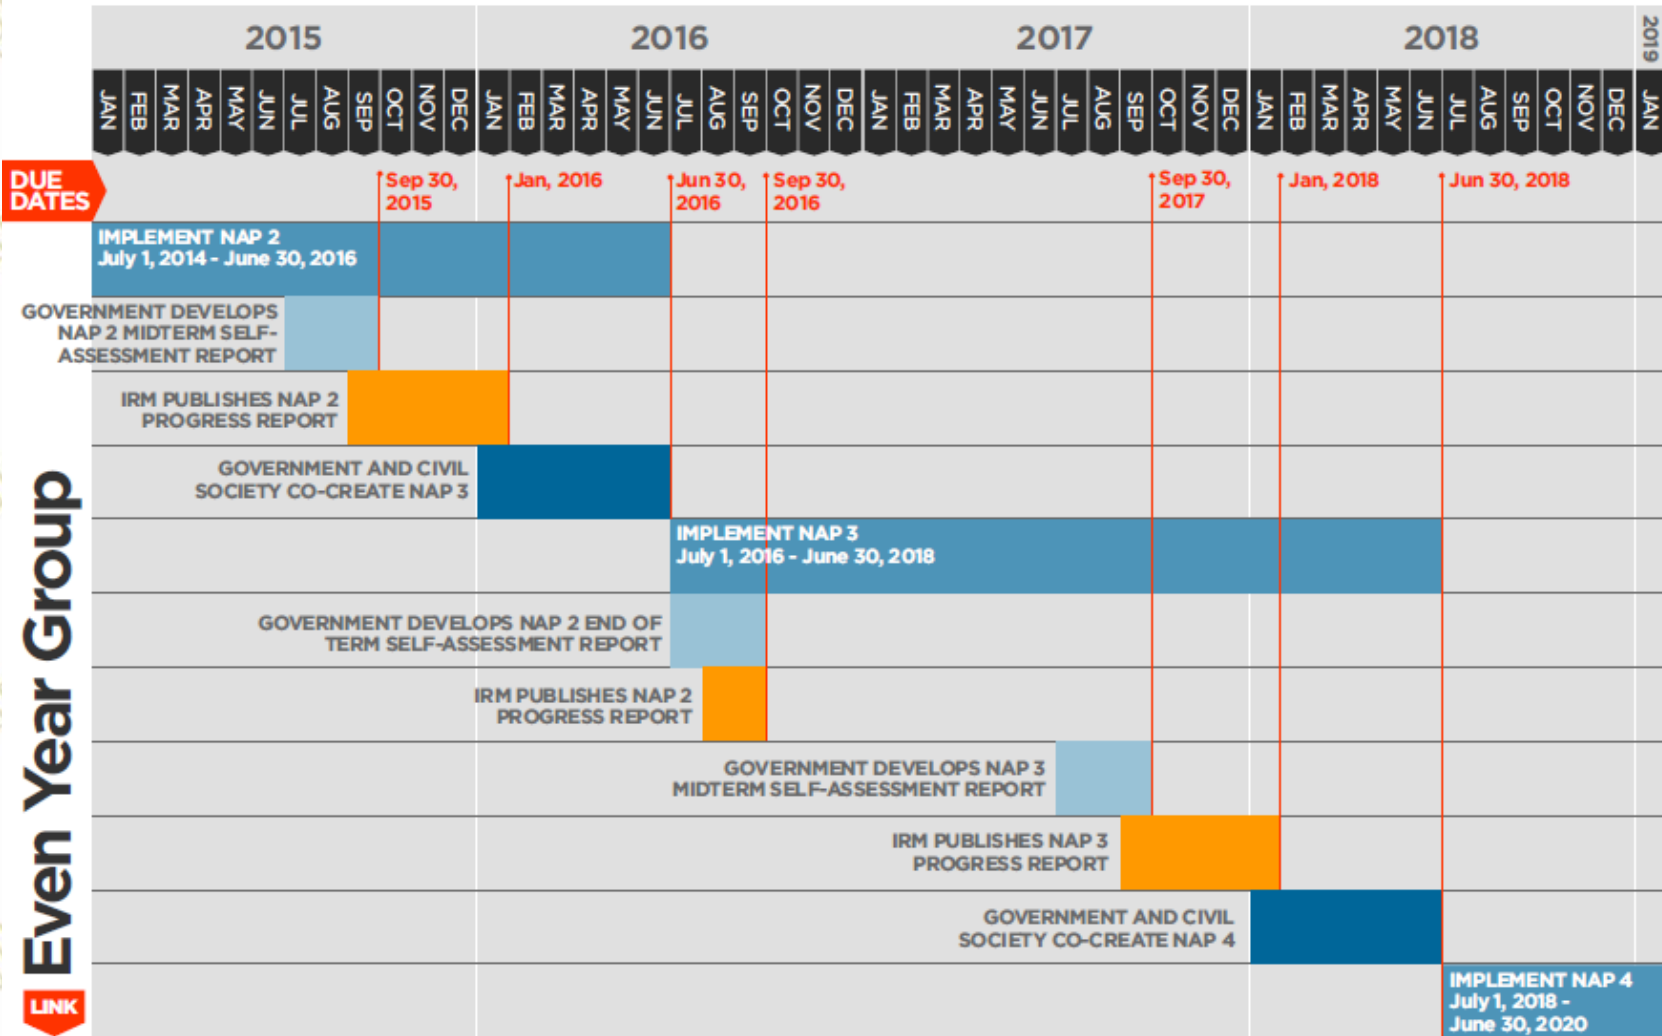 2015 2016 2017 2018 2019
JAN FEB MAR APR MAY JUN JUL AUG SEP OCT NOV DEC JAN FEB MAR APR MAY JUN JUL AUG SEP OCT NOV DEC JAN FEB MAR APR MAY JUN JUL AUG SEP OCT NOV DEC JAN FEB MAR APR MAY JUN JUL AUG SEP OCT NOV DEC JAN
DUE
DATES
Sep 30,
2015
Jan, 2016
Jun 30,
2016
Sep 30,
2016
Sep 30,
2017
Jan, 2018
Jun 30, 2018
IMPLEMENT NAP 2
July 1, 2014 - June 30, 2016
GOVERNMENT DEVELOPS
NAP 2 MIDTERM SELF-
ASSESSMENT REPORT
IRM PUBLISHES NAP 2
PROGRESS REPORT
GOVERNMENT AND CIVIL
SOCIETY CO-CREATE NAP 3
IMPLEMENT NAP 3
July 1, 2016 - June 30, 2018
GOVERNMENT DEVELOPS NAP 2 END OF
TERM SELF-ASSESSMENT REPORT
IRM PUBLISHES NAP 2
PROGRESS REPORT
GOVERNMENT DEVELOPS NAP 3
MIDTERM SELF-ASSESSMENT REPORT
IRM PUBLISHES NAP 3
PROGRESS REPORT
GOVERNMENT AND CIVIL
SOCIETY CO-CREATE NAP 4
IMPLEMENT NAP 4
July 1, 2018 -
June 30, 2020
Even Year Group
LINK